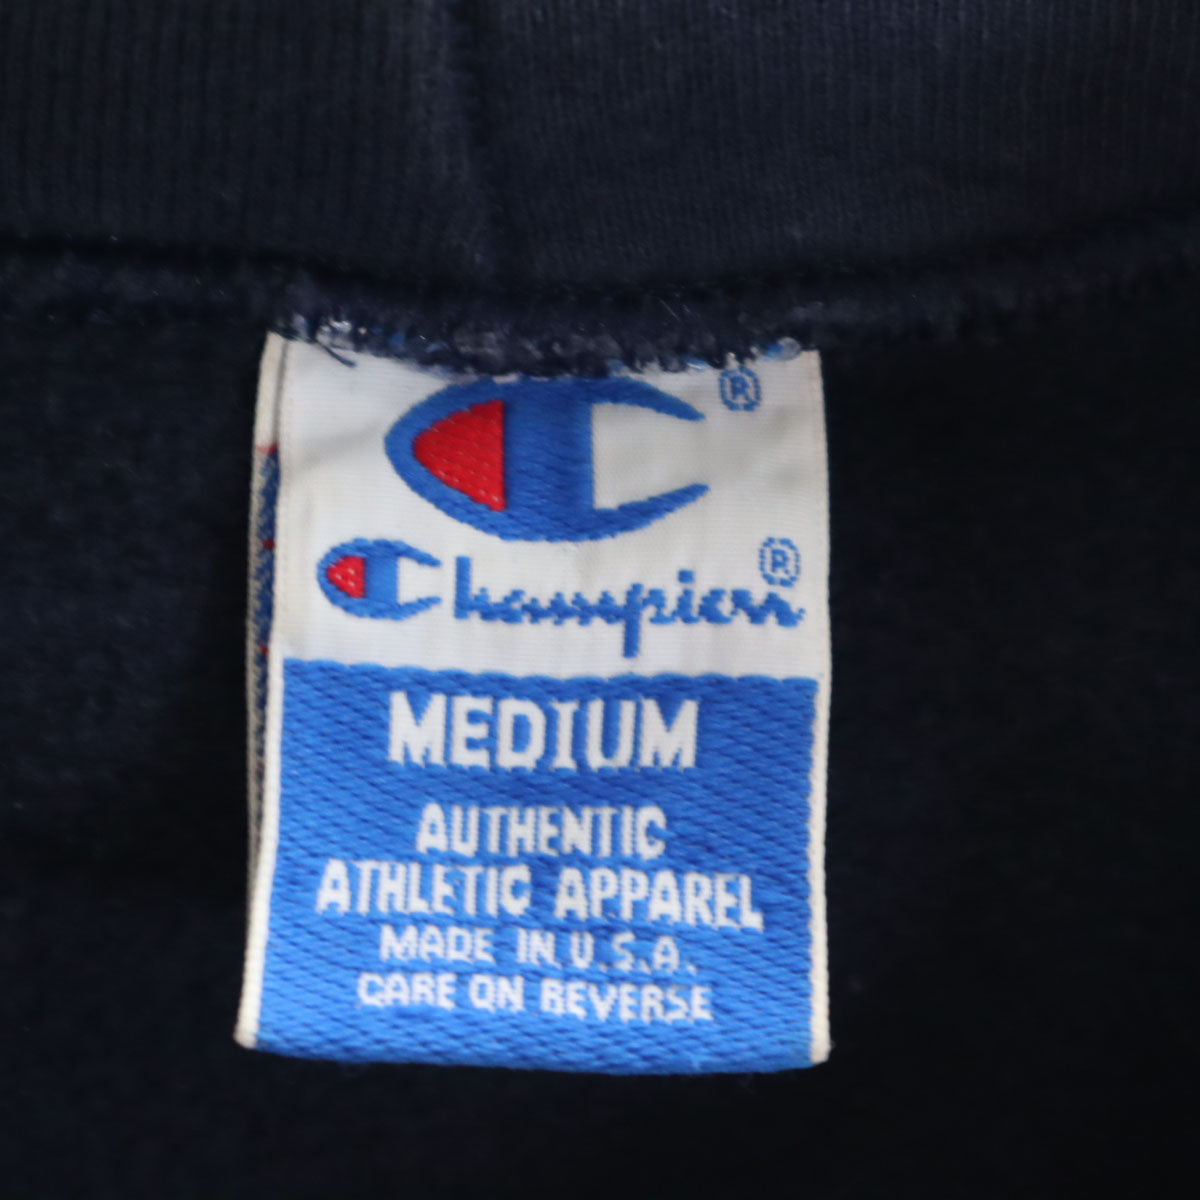 ®
Champion®
MEDIUM
AUTHENTIC
ATHLETIC APPAREL
MADE IN U.S.A.
CARE ON REVERSE